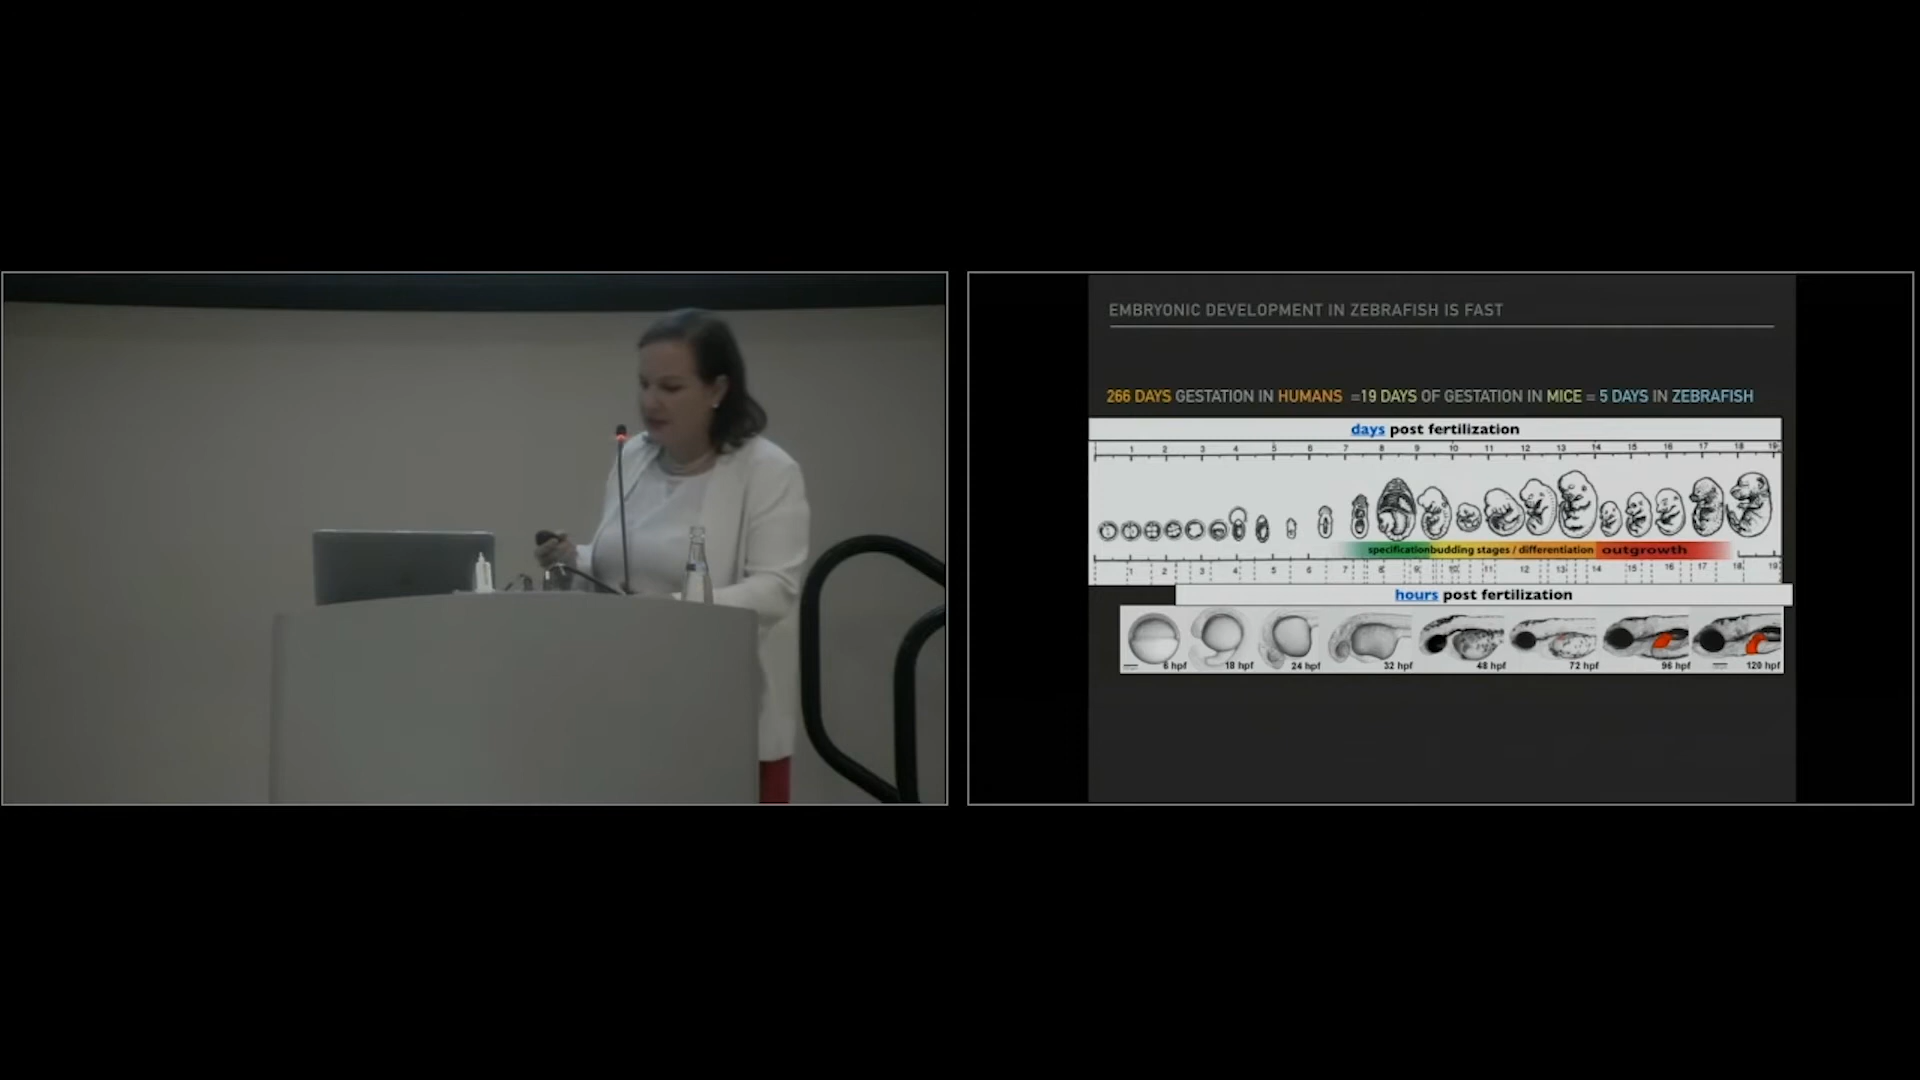 EMBRYONIC DEVELOPMENT IN ZEBRAFISH IS FAST
266 DAYS GESTATION IN HUMANS =19 DAYS OF GESTATION IN MICE = 5 DAYS IN ZEBRAFISH
days post fertilization
1 2 3 4 5 6 7 8 9 10 11 12 13 14 15 16 17 18 19
specification budding stages / differentiation outgrowth
1 2 3 4 5 6 7 8 9 10 11 12 13 14 15 16 17 18 19
hours post fertilization
6 hpf 18 hpf 24 hpf 32 hpf 48 hpf 72 hpf 96 hpf 120 hpf